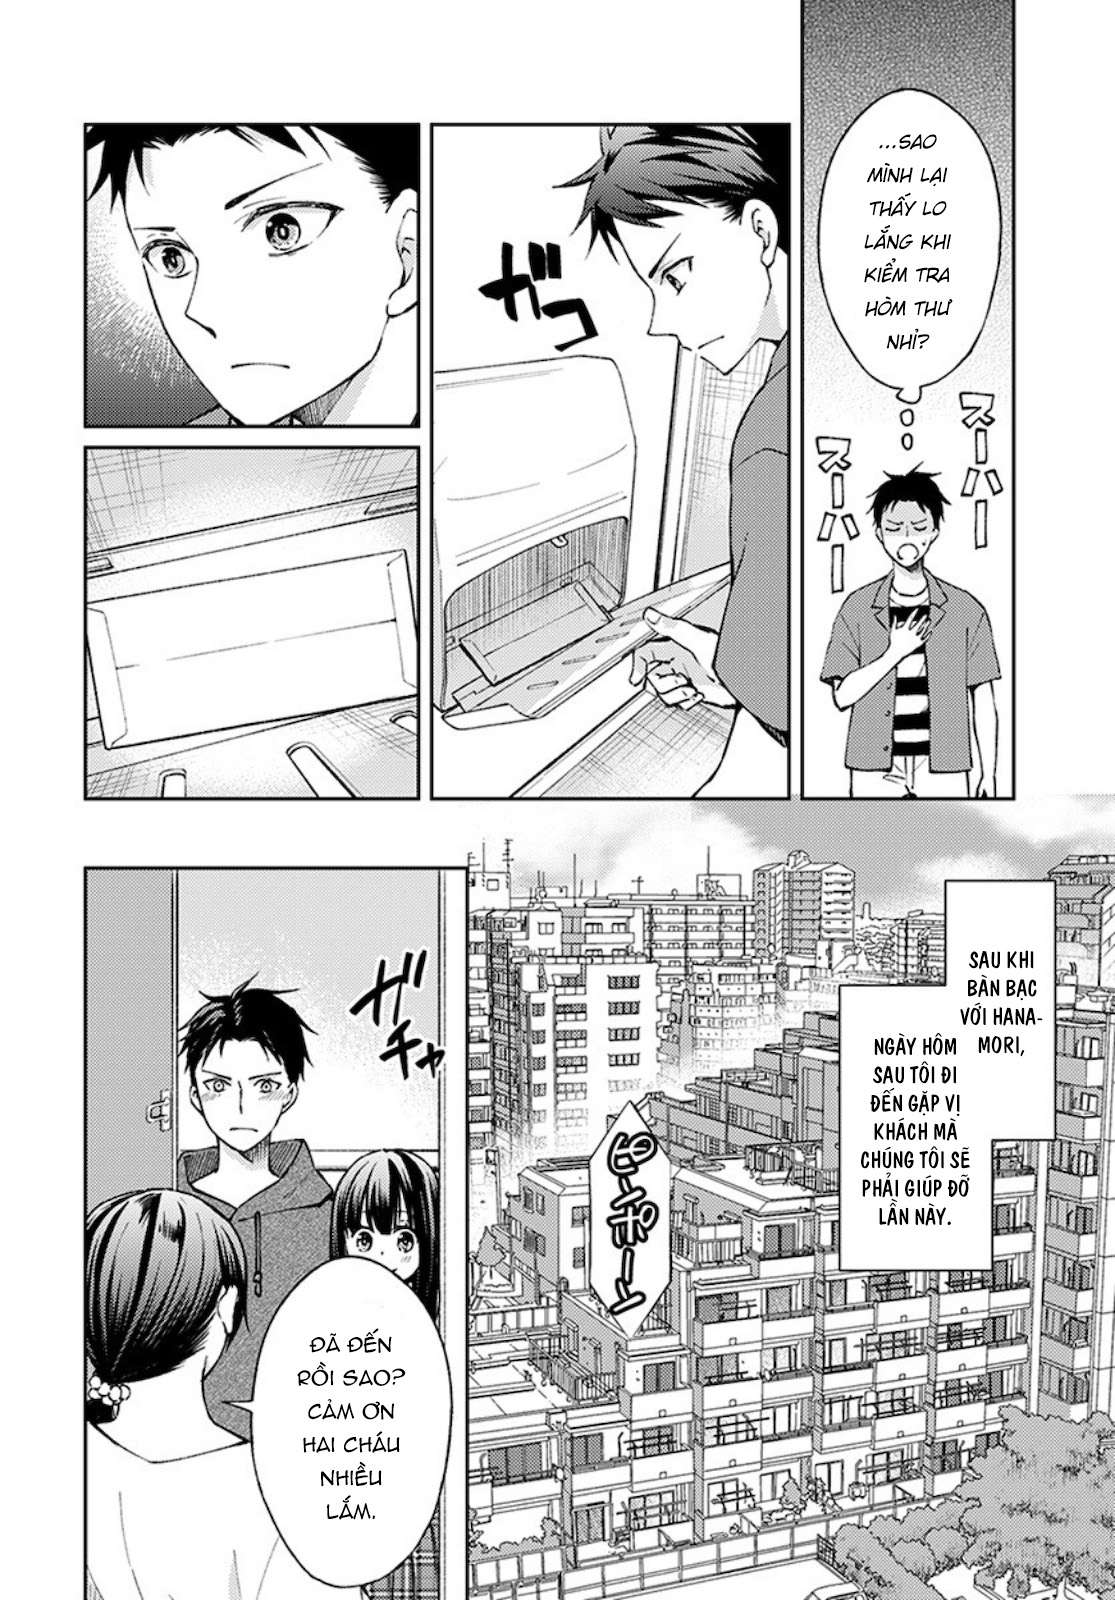 ...SAO
MÌNH LẠI
THẤY LO
LẮNG KHI
KIỂM TRA
HÒM THƯ
NHỈ?
スーハー
スーハー
ガコ
SAU KHI
BÀN BẠC
VỚI HANA-
MORI,
NGÀY HÔM
SAU TÔI ĐI
ĐẾN GẶP VỊ
KHÁCH MÀ
CHÚNG TÔI SẼ
PHẢI GIÚP ĐỠ
LẦN NÀY.
ピーンポーン
ガチャ
ĐÃ ĐẾN
RỒI SAO?
CẢM ƠN
HAI CHÁU
NHIỀU
LẮM.